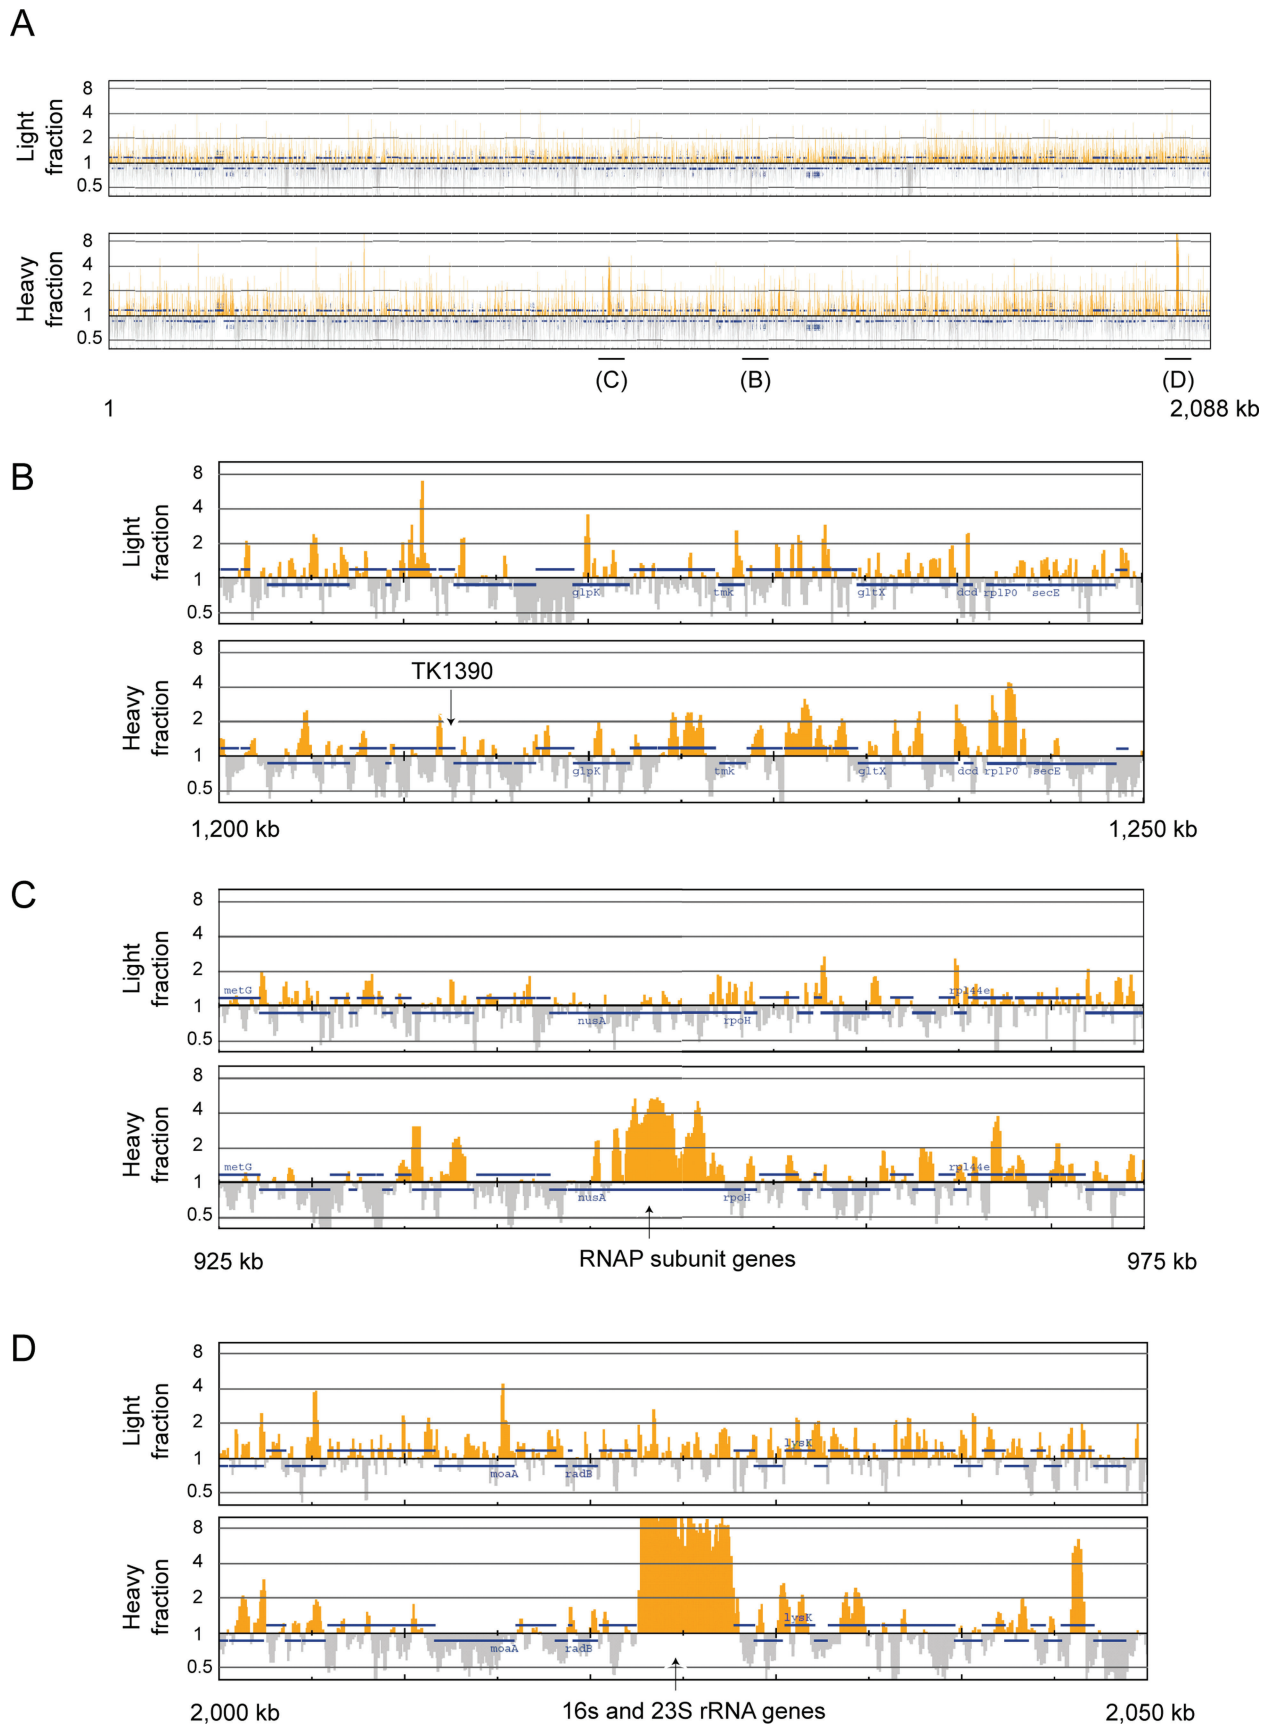 A
8
4
2
1
0.5
Light
fraction
8
4
2
1
0.5
Heavy
fraction
(C)
(B)
(D)
1
2,088 kb
B
8
4
2
1
0.5
Light
fraction
glpK
tmk
gltX
dcd
rplP0
secE
8
4
2
1
0.5
Heavy
fraction
TK1390
glpK
tmk
gltX
dcd
rplP0
secE
1,200 kb
1,250 kb
C
8
4
2
1
0.5
Light
fraction
metG
rpl44e
nusA
rpoH
8
4
2
1
0.5
Heavy
fraction
metG
rpl44e
nusA
rpoH
925 kb
RNAP subunit genes
975 kb
D
8
4
2
1
0.5
Light
fraction
lysK
moaA
radB
8
4
2
1
0.5
Heavy
fraction
lysK
moaA
radB
2,000 kb
16s and 23S rRNA genes
2,050 kb